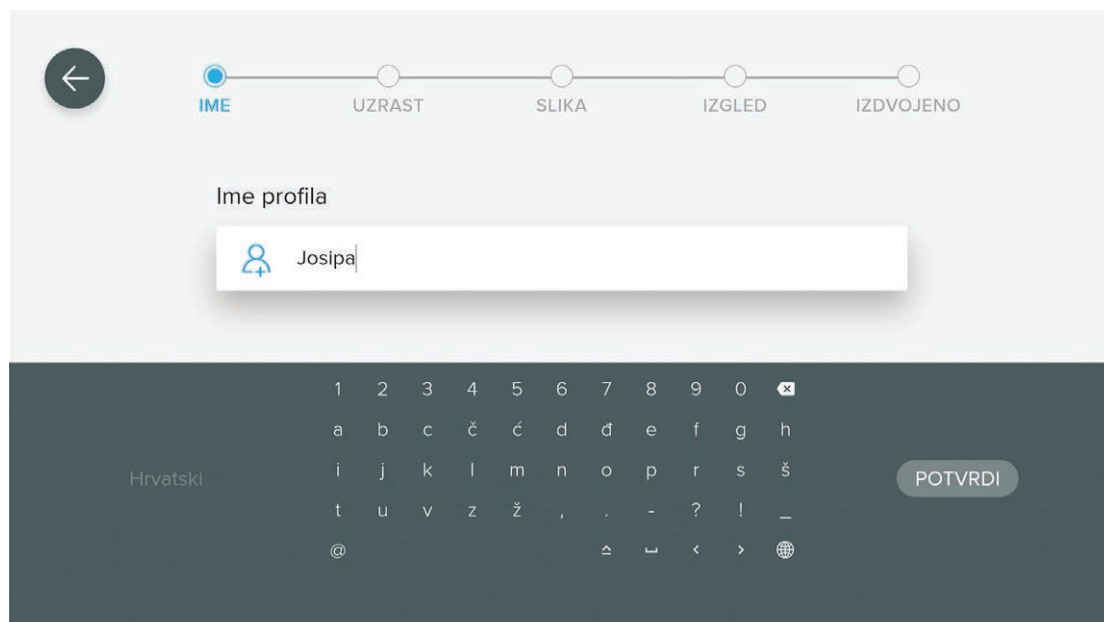 IME UZRAST SLIKA IZGLED IZDVOJENO
Ime profila
Josipa
1 2 3 4 5 6 7 8 9 0
a b c č ć d đ e f g h
Hrvatski i j k l m n o p r s š POTVRDI
t u v z ž , . - ? ! _
@ < >